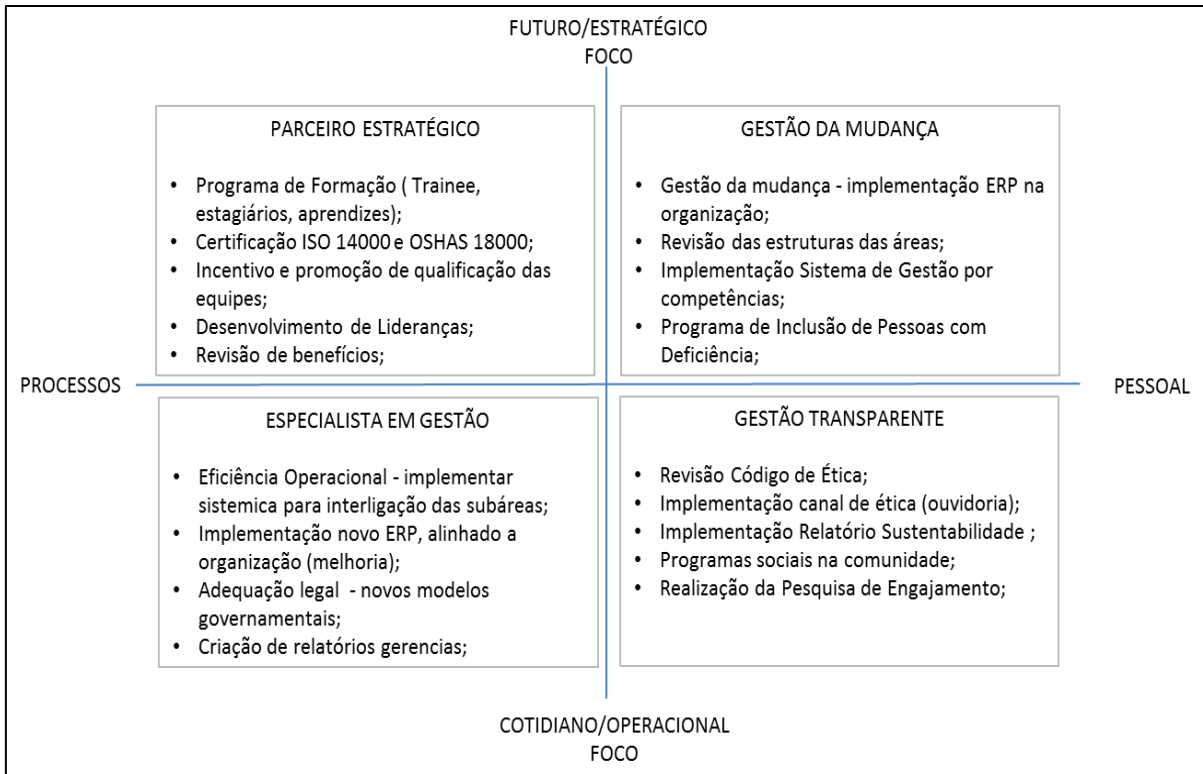 FUTURO/ESTRATÉGICO
FOCO
PARCEIRO ESTRATÉGICO
• Programa de Formação ( Trainee,
estagiários, aprendizes);
• Certificação ISO 14000 e OSHAS 18000;
• Incentivo e promoção de qualificação das
equipes;
• Desenvolvimento de Lideranças;
• Revisão de benefícios;
GESTÃO DA MUDANÇA
• Gestão da mudança - implementação ERP na
organização;
• Revisão das estruturas das áreas;
• Implementação Sistema de Gestão por
competências;
• Programa de Inclusão de Pessoas com
Deficiência;
PROCESSOS
PESSOAL
ESPECIALISTA EM GESTÃO
• Eficiência Operacional - implementar
sistemica para interligação das subáreas;
• Implementação novo ERP, alinhado a
organização (melhoria);
• Adequação legal - novos modelos
governamentais;
• Criação de relatórios gerencias;
GESTÃO TRANSPARENTE
• Revisão Código de Ética;
• Implementação canal de ética (ouvidoria);
• Implementação Relatório Sustentabilidade ;
• Programas sociais na comunidade;
• Realização da Pesquisa de Engajamento;
COTIDIANO/OPERACIONAL
FOCO